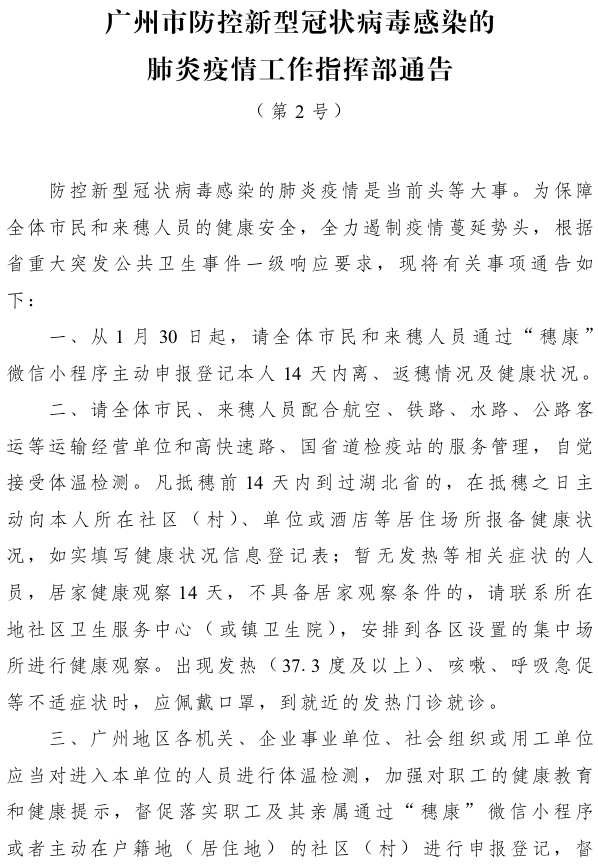 广州市防控新型冠状病毒感染的
肺炎疫情工作指挥部通告
（第 2 号）
防控新型冠状病毒感染的肺炎疫情是当前头等大事。为保障
全体市民和来穗人员的健康安全，全力遏制疫情蔓延势头，根据
省重大突发公共卫生事件一级响应要求，现将有关事项通告如
下：
一、从 1 月 30 日起，请全体市民和来穗人员通过“穗康”
微信小程序主动申报登记本人 14 天内离、返穗情况及健康状况。
二、请全体市民、来穗人员配合航空、铁路、水路、公路客
运等运输经营单位和高快速路、国省道检疫站的服务管理，自觉
接受体温检测。凡抵穗前 14 天内到过湖北省的，在抵穗之日主
动向本人所在社区（村）、单位或酒店等居住场所报备健康状
况，如实填写健康状况信息登记表；暂无发热等相关症状的人
员，居家健康观察 14 天，不具备居家观察条件的，请联系所在
地社区卫生服务中心（或镇卫生院），安排到各区设置的集中场
所进行健康观察。出现发热（37.3 度及以上）、咳嗽、呼吸急促
等不适症状时，应佩戴口罩，到就近的发热门诊就诊。
三、广州地区各机关、企业事业单位、社会组织或用工单位
应当对进入本单位的人员进行体温检测，加强对职工的健康教育
和健康提示，督促落实职工及其亲属通过“穗康”微信小程序
或者主动在户籍地（居住地）的社区（村）进行申报登记，督